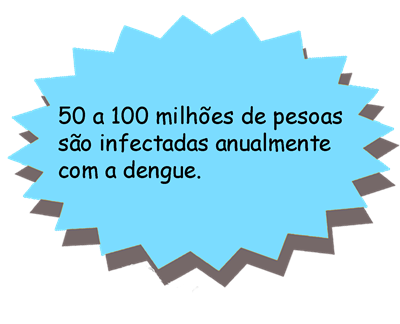 50 a 100 milhões de pesoas
são infectadas anualmente
com a dengue.